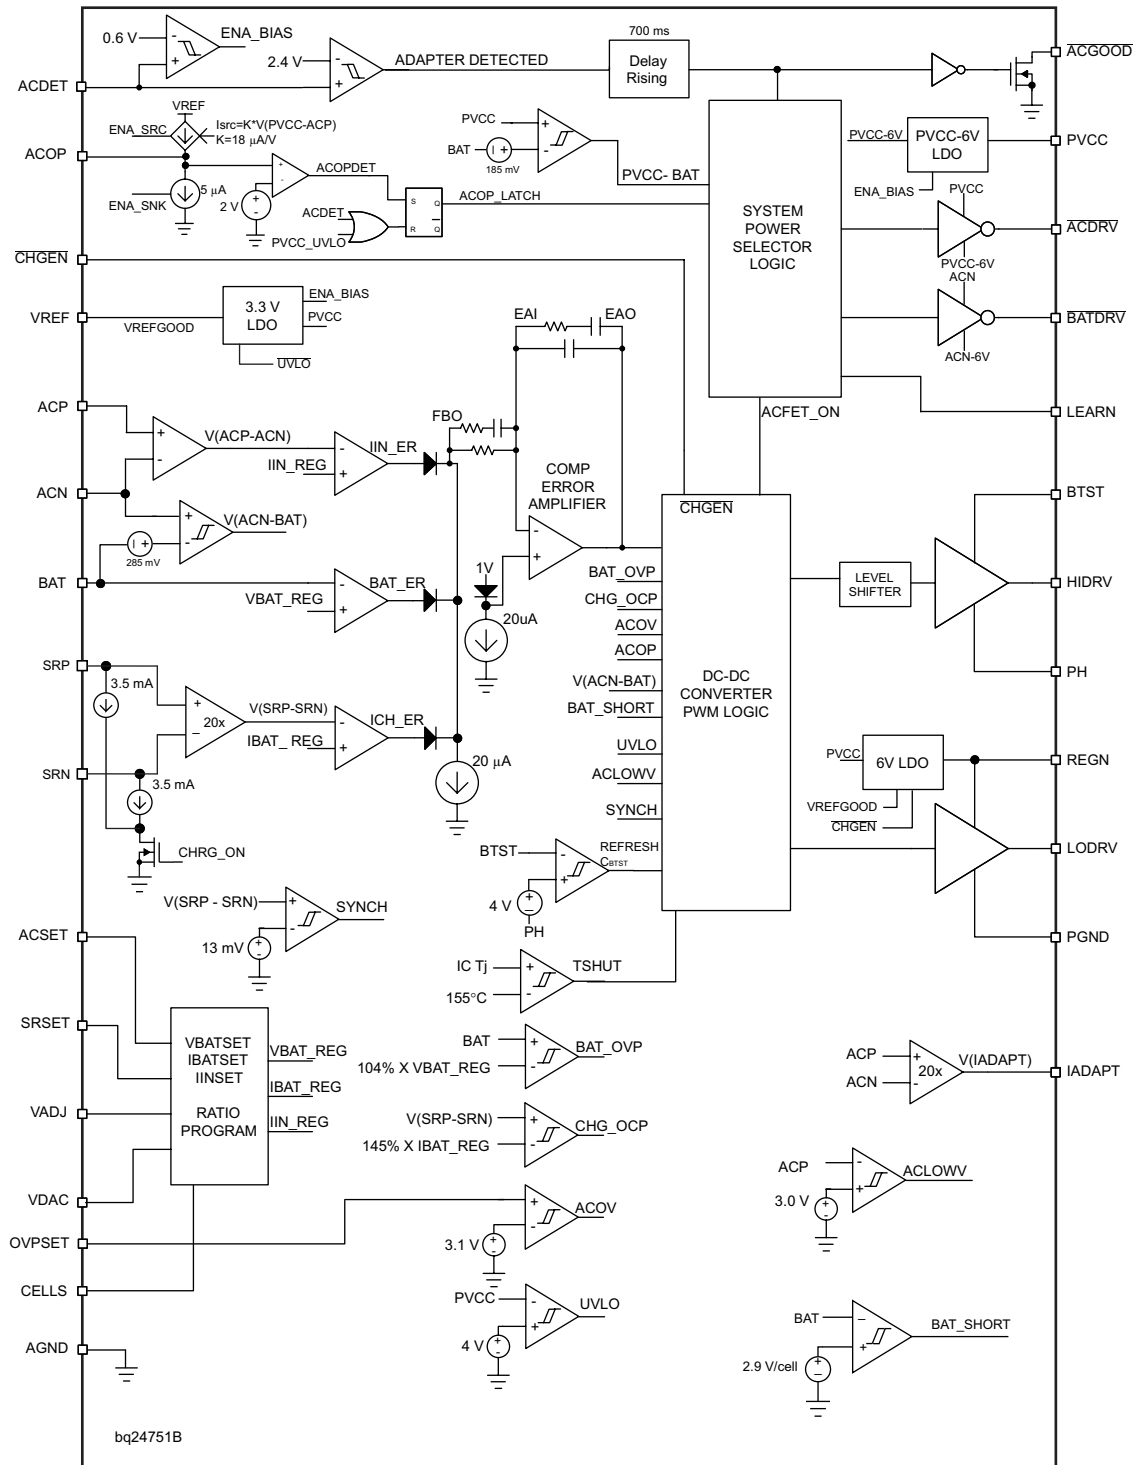 ACDET
ACOP
CHGEN
VREF
ACP
ACN
BAT
SRP
SRN
ACSET
SRSET
VADJ
VDAC
OVPSET
CELLS
AGND
0.6 V
ENA_BIAS
2.4 V
ADAPTER DETECTED
700 ms
Delay
Rising
VREF
ENA_SRC
Isrc=K*V(PVCC-ACP)
K=18 µA/V
ENA_SNK
5 µA
2 V
ACOPDET
ACDET
PVCC_UVLO
S
R
Q
Q
ACOP_LATCH
PVCC
BAT
185 mV
PVCC- BAT
SYSTEM
POWER
SELECTOR
LOGIC
PVCC-6V
PVCC-6V
LDO
ENA_BIAS
PVCC
PVCC-6V
ACN
ACN-6V
ACFET_ON
3.3 V
LDO
VREFGOOD
ENA_BIAS
PVCC
UVLO
EAI
EAO
FBO
V(ACP-ACN)
IIN_REG
IIN_ER
V(ACN-BAT)
285 mV
VBAT_REG
BAT_ER
COMP
ERROR
AMPLIFIER
1V
20uA
3.5 mA
20x
V(SRP-SRN)
IBAT_ REG
ICH_ER
20 µA
3.5 mA
CHRG_ON
CHGEN
BAT_OVP
CHG_OCP
ACOV
ACOP
V(ACN-BAT)
BAT_SHORT
UVLO
ACLOWV
SYNCH
DC-DC
CONVERTER
PWM LOGIC
LEVEL
SHIFTER
PVCC
6V LDO
VREFGOOD
CHGEN
BTST
4 V
PH
REFRESH
CBTST
V(SRP - SRN)
13 mV
SYNCH
IC Tj
155°C
TSHUT
VBATSET
IBATSET
IINSET
RATIO
PROGRAM
VBAT_REG
IBAT_REG
IIN_REG
BAT
104% X VBAT_REG
BAT_OVP
V(SRP-SRN)
145% X IBAT_REG
CHG_OCP
3.1 V
ACOV
PVCC
4 V
UVLO
ACP
ACN
20x
V(IADAPT)
ACP
3.0 V
ACLOWV
BAT
2.9 V/cell
BAT_SHORT
ACGOOD
PVCC
ACDRV
BATDRV
LEARN
BTST
HIDRV
PH
REGN
LODRV
PGND
IADAPT
bq24751B